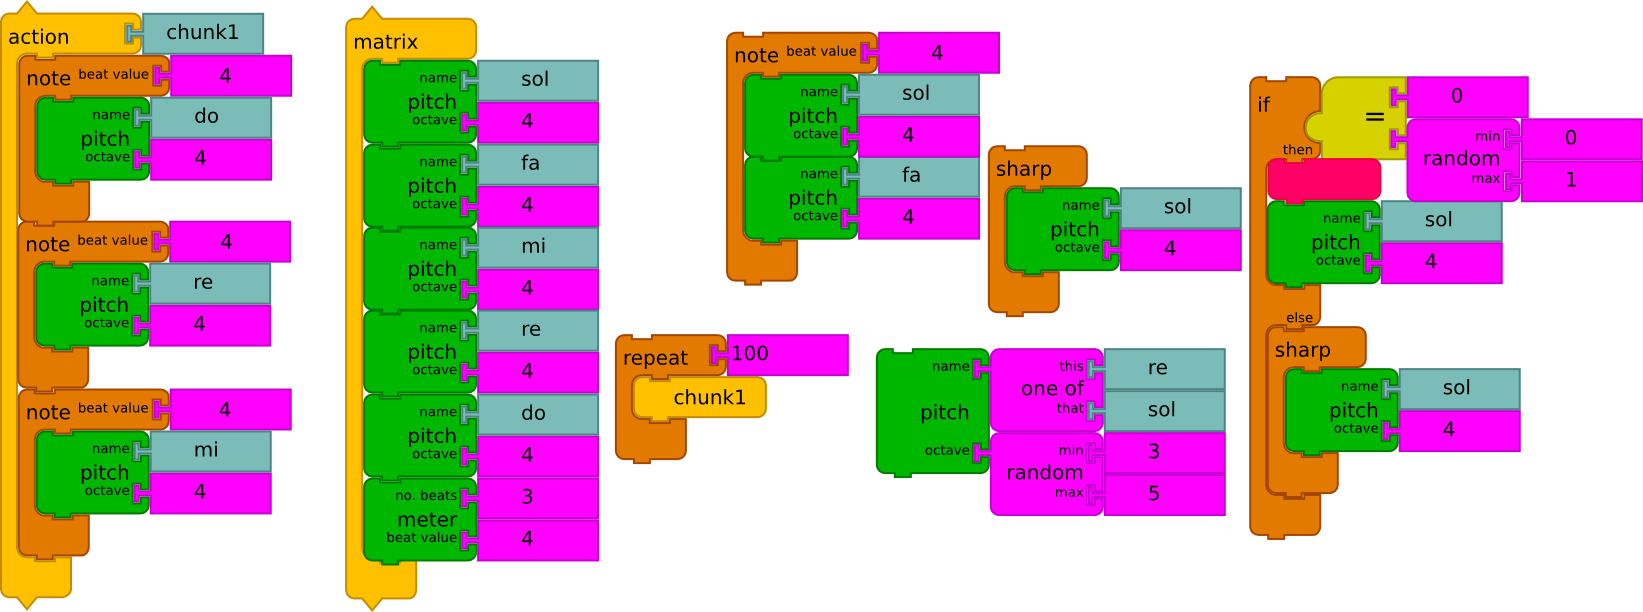 action chunk1
note beat value 4
name do
pitch
octave 4
note beat value 4
name re
pitch
octave 4
note beat value 4
name mi
pitch
octave 4
matrix
name sol
pitch
octave 4
name fa
pitch
octave 4
name mi
pitch
octave 4
name re
pitch
octave 4
name do
pitch
octave 4
no. beats 3
meter
beat value 4
note beat value 4
name sol
pitch
octave 4
name fa
pitch
octave 4
repeat 100
chunk1
sharp
name sol
pitch
octave 4
name this re
one of
that sol
pitch
octave min 3
random
max 5
if = 0
min 0
random
max 1
then
name sol
pitch
octave 4
else
sharp
name sol
pitch
octave 4